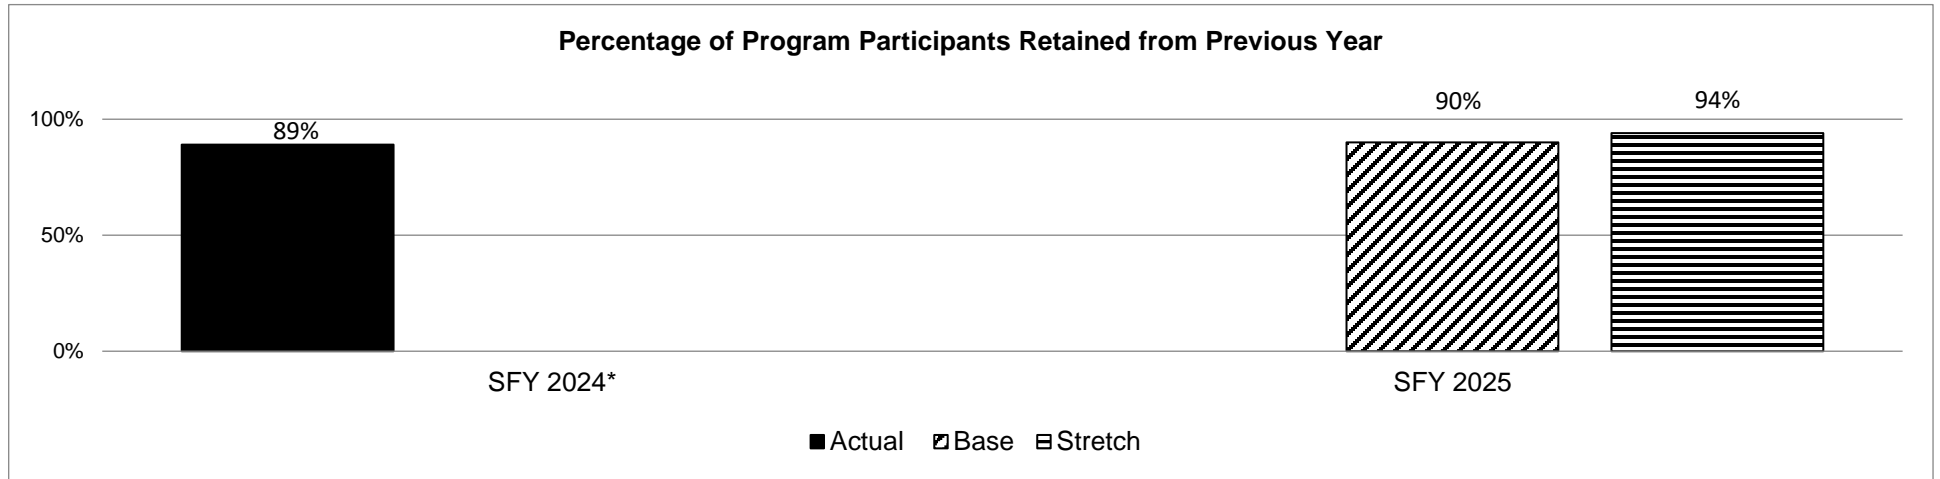 Percentage of Program Participants Retained from Previous Year
90%
94%
100%
89%
50%
0%
SFY 2024*
SFY 2025
Actual Base Stretch